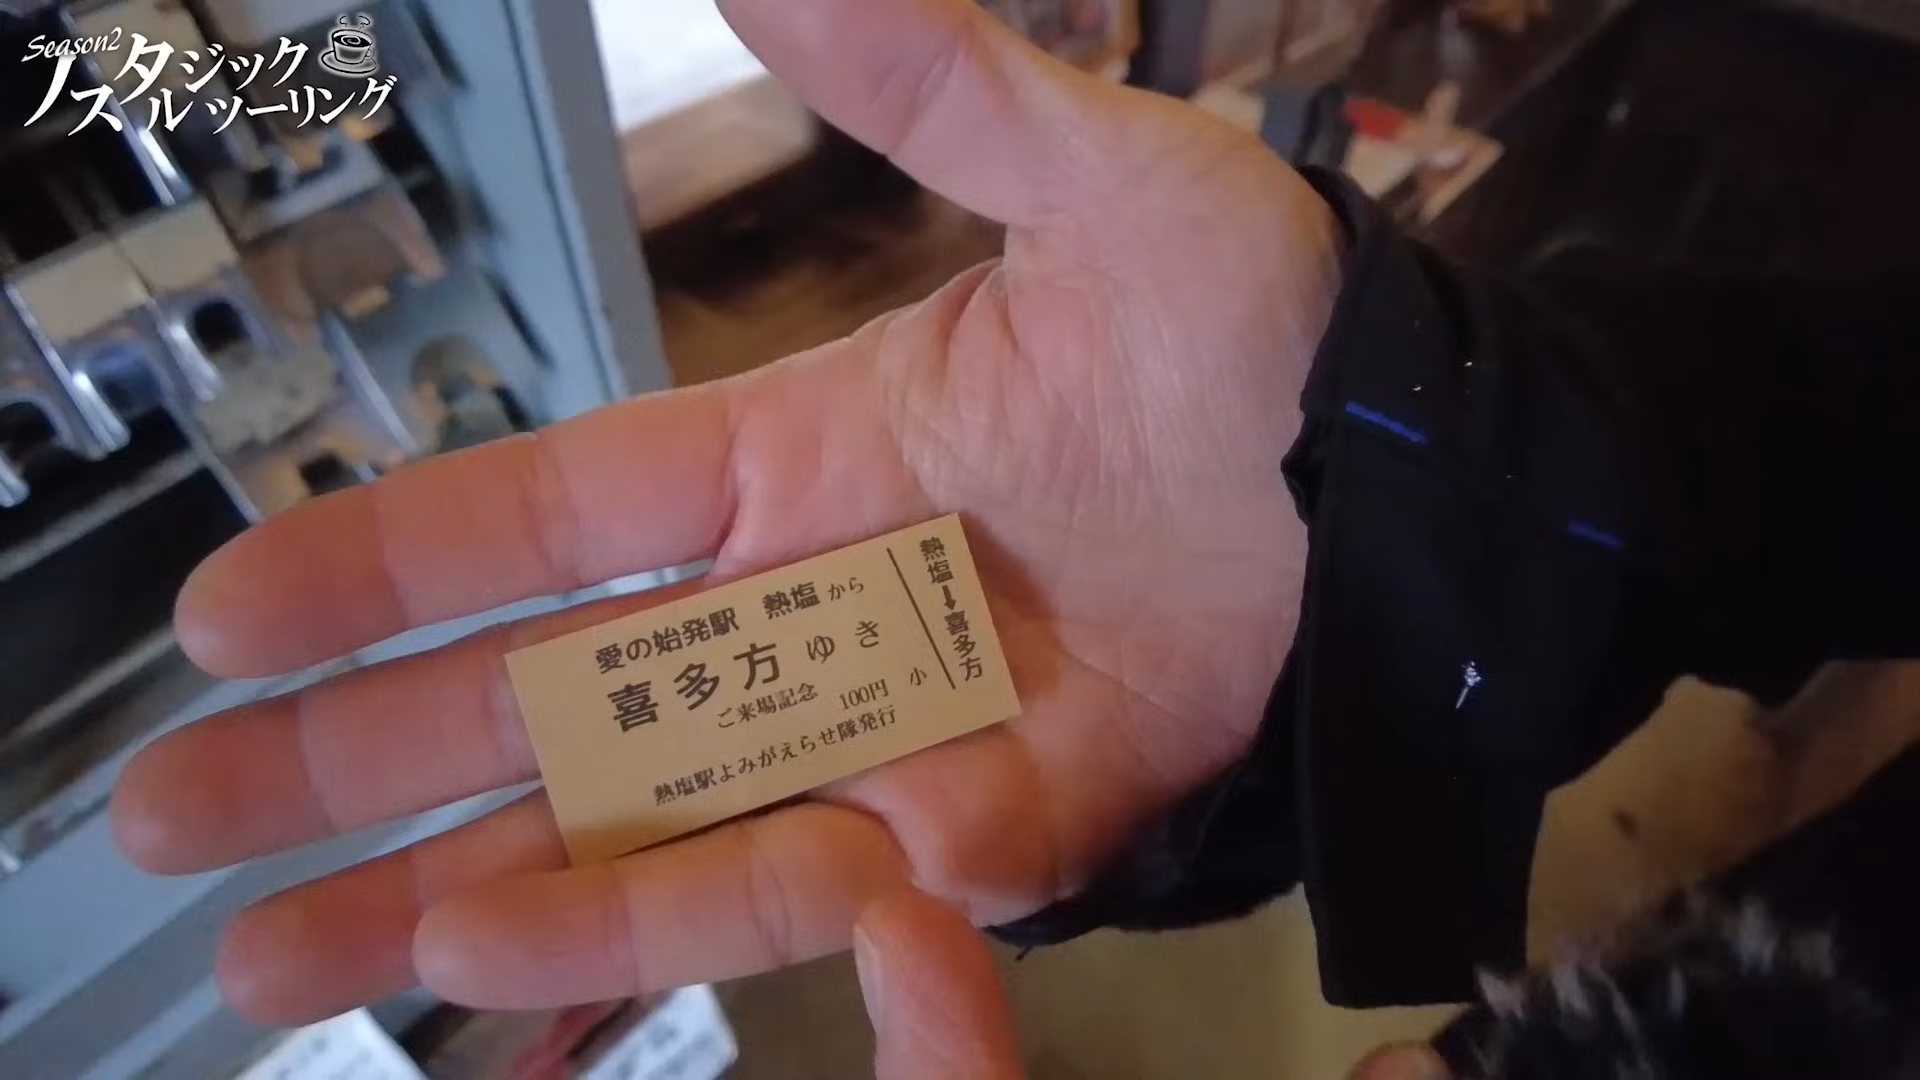 Season2
ノスタルジックツーリング
愛の始発駅 熱塩から
喜多方ゆき
ご来場記念 100円 小
熱塩駅よみがえらせ隊発行
熱塩➡喜多方